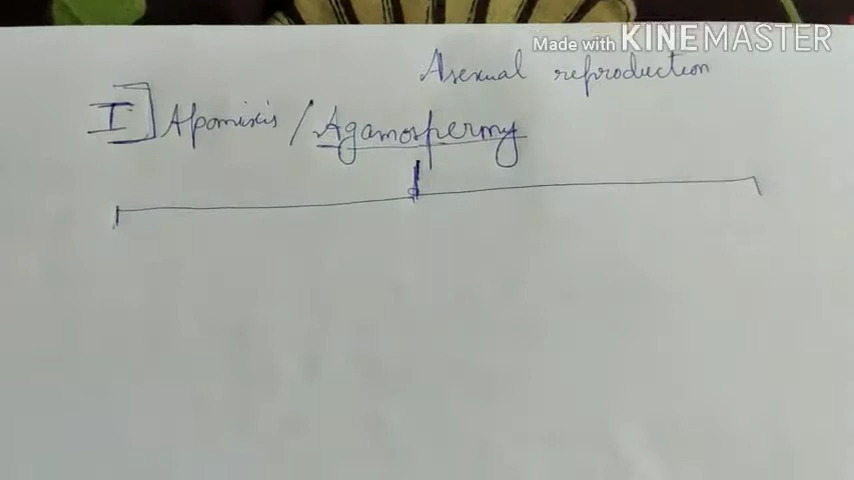 Made with KINEMASTER
Asexual reproduction
I] Apomixis / Agamospermy